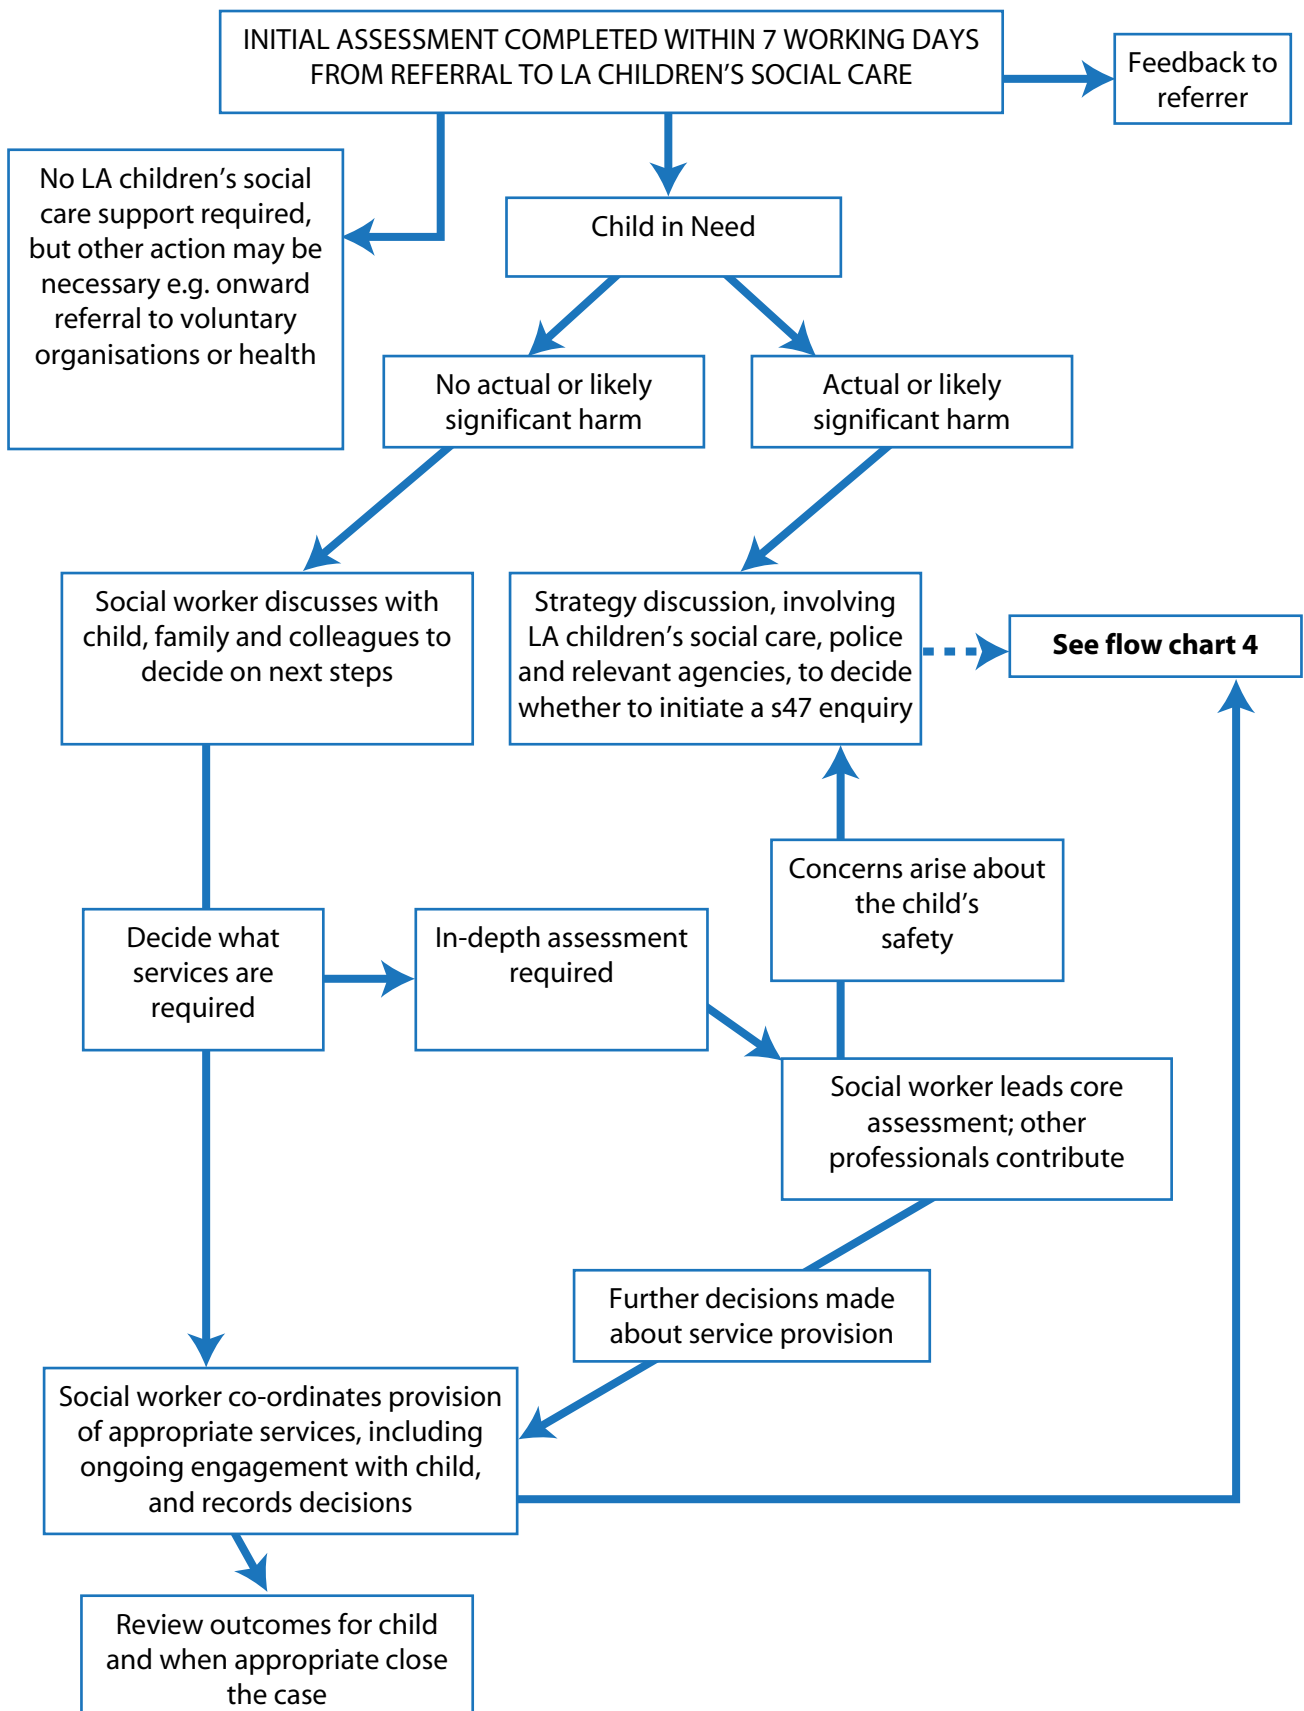 INITIAL ASSESSMENT COMPLETED WITHIN 7 WORKING DAYS
FROM REFERRAL TO LA CHILDREN’S SOCIAL CARE
Feedback to
referrer
No LA children’s social
care support required,
but other action may be
necessary e.g. onward
referral to voluntary
organisations or health
Child in Need
No actual or likely
significant harm
Actual or likely
significant harm
Social worker discusses with
child, family and colleagues to
decide on next steps
Strategy discussion, involving
LA children’s social care, police
and relevant agencies, to decide
whether to initiate a s47 enquiry
See flow chart 4
Concerns arise about
the child’s
safety
Decide what
services are
required
In-depth assessment
required
Social worker leads core
assessment; other
professionals contribute
Further decisions made
about service provision
Social worker co-ordinates provision
of appropriate services, including
ongoing engagement with child,
and records decisions
Review outcomes for child
and when appropriate close
the case